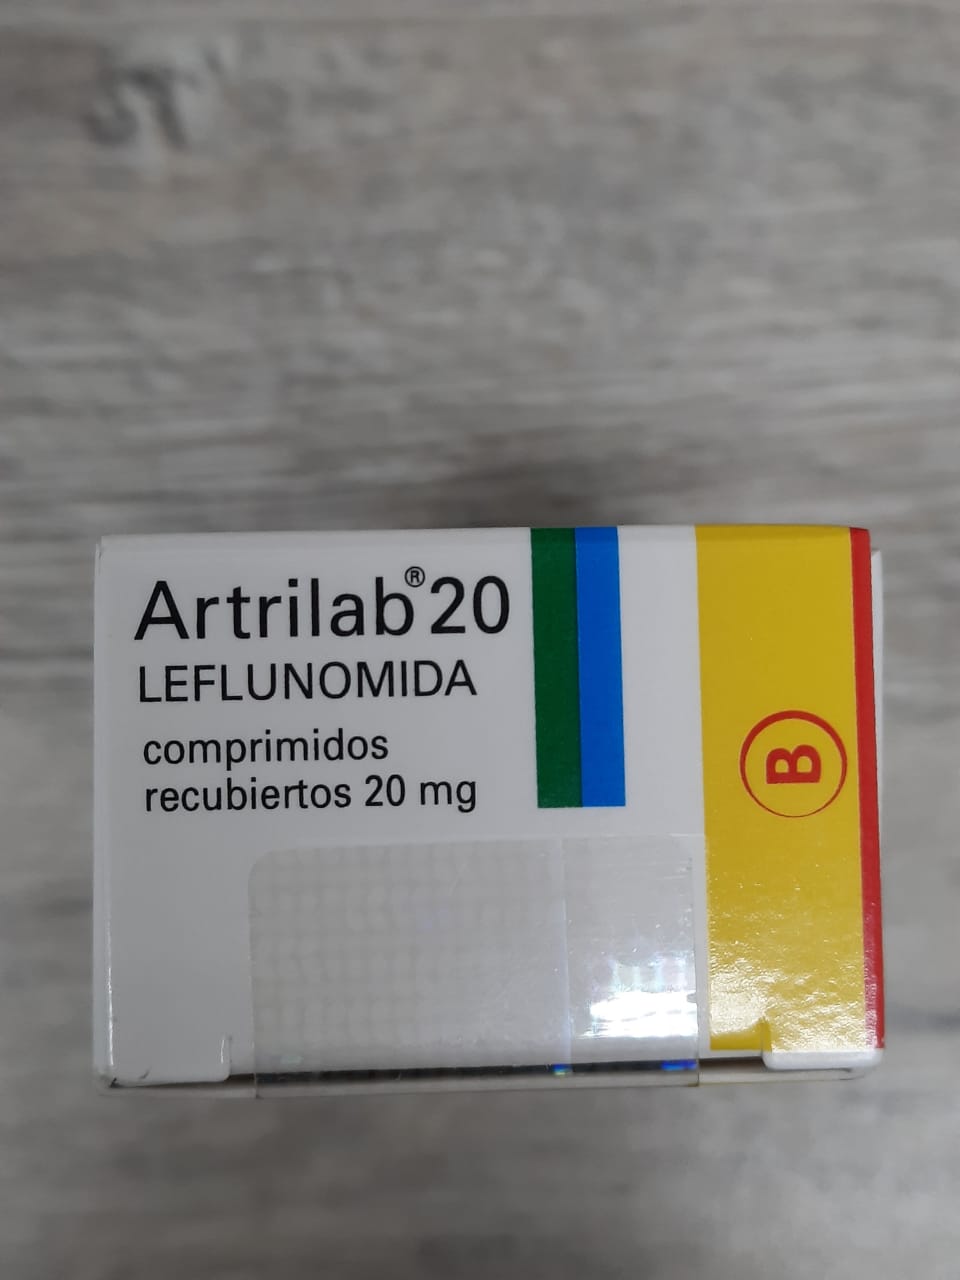 Artrilab® 20
LEFLUNOMIDA
comprimidos
recubiertos 20 mg
B